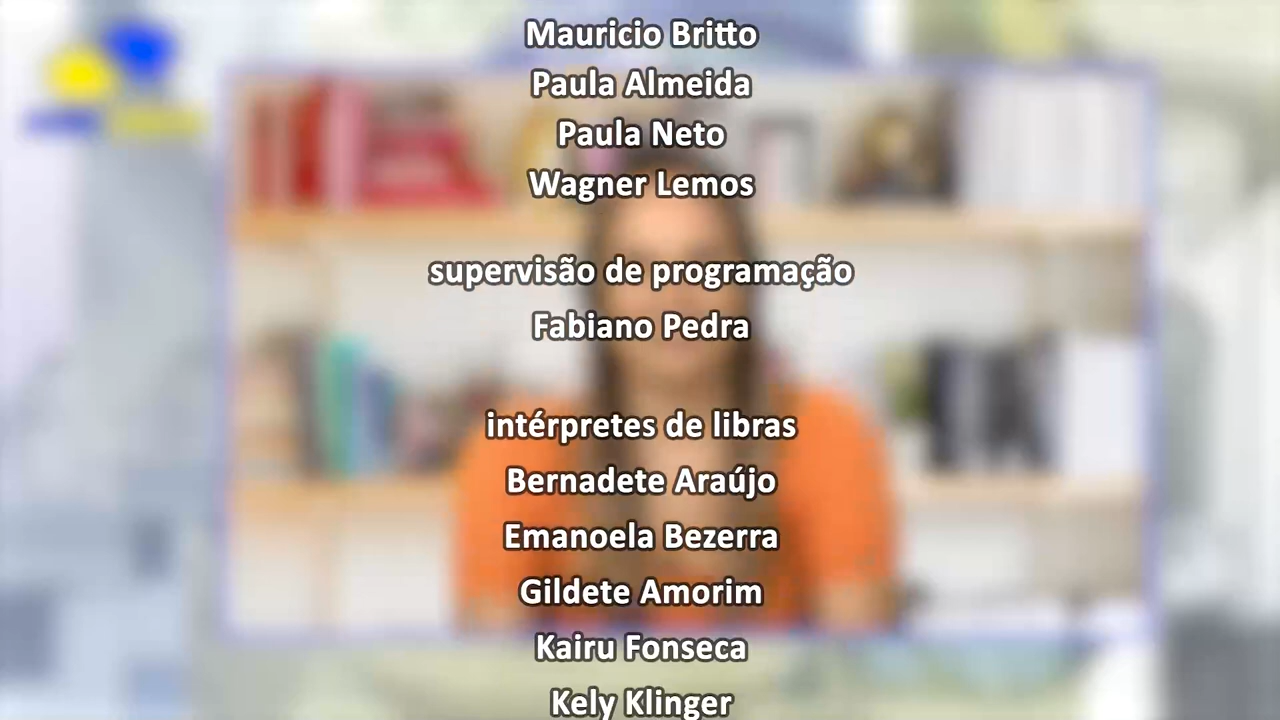 Mauricio Britto
Paula Almeida
Paula Neto
Wagner Lemos
supervisão de programação
Fabiano Pedra
intérpretes de libras
Bernadete Araújo
Emanoela Bezerra
Gildete Amorim
Kairu Fonseca
Kely Klinger